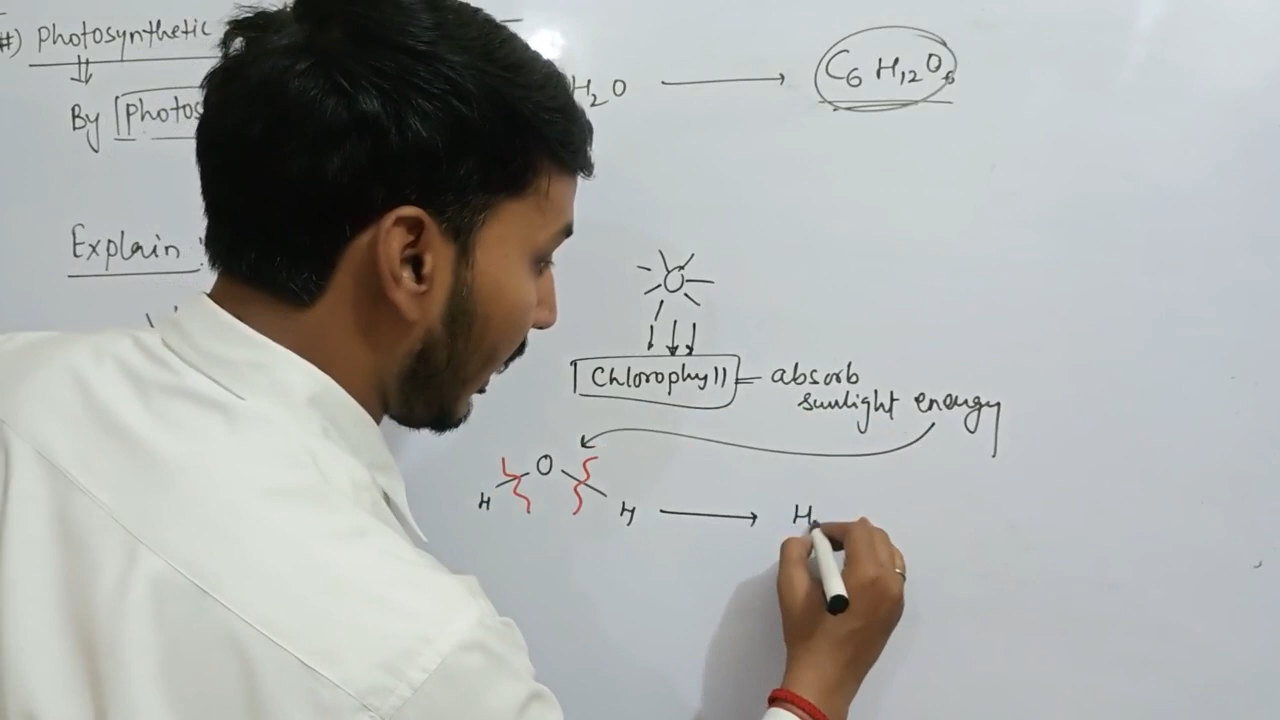 #) Photosynthetic
H2O ⟶ C6H12O6
By Photos
Explain :
Chlorophyll = absorb
sunlight energy
O
H H ⟶ H